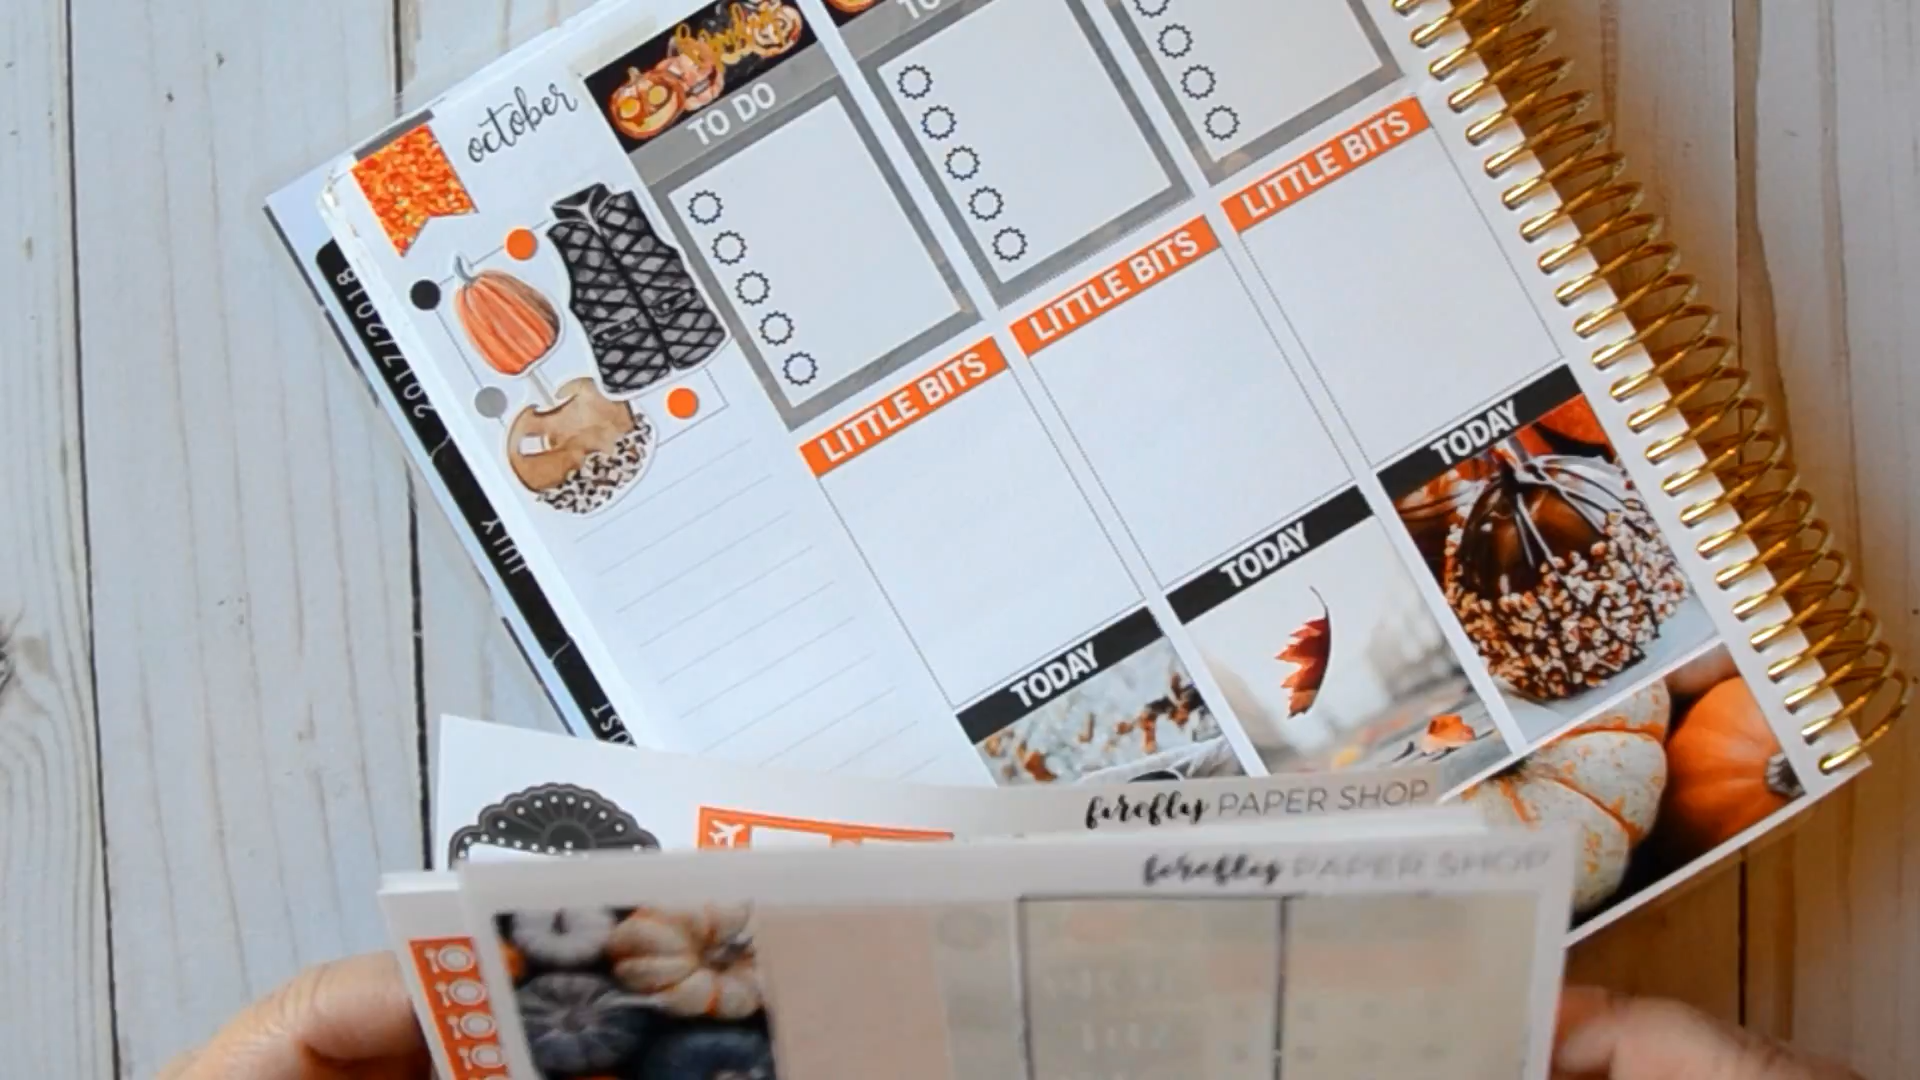 october
TO DO
LITTLE BITS
LITTLE BITS
LITTLE BITS
TODAY
TODAY
TODAY
2017/2018
JULY
firefly PAPER SHOP
firefly PAPER SHOP